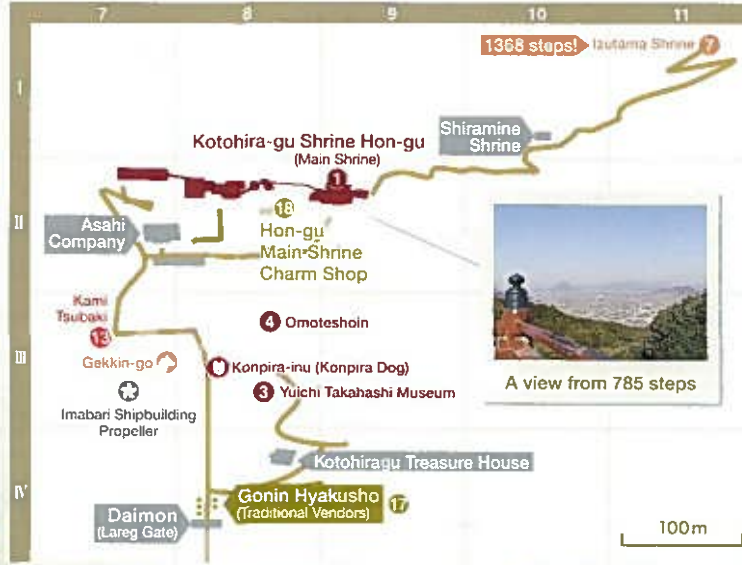 7
8
9
10
11
I
II
III
IV
1368 steps!
Izutama Shrine
7
Shiramine
Shrine
Kotohira-gu Shrine Hon-gu
(Main Shrine)
1
18
Hon-gu
Main Shrine
Charm Shop
Asahi
Company
Kami
Tsubaki
13
4
Omoteshoin
Gekkin-go
Konpira-inu (Konpira Dog)
3
Yuichi Takahashi Museum
Imabari Shipbuilding
Propeller
A view from 785 steps
Kotohiragu Treasure House
Gonin Hyakusho
(Traditional Vendors)
17
Daimon
(Lareg Gate)
100m